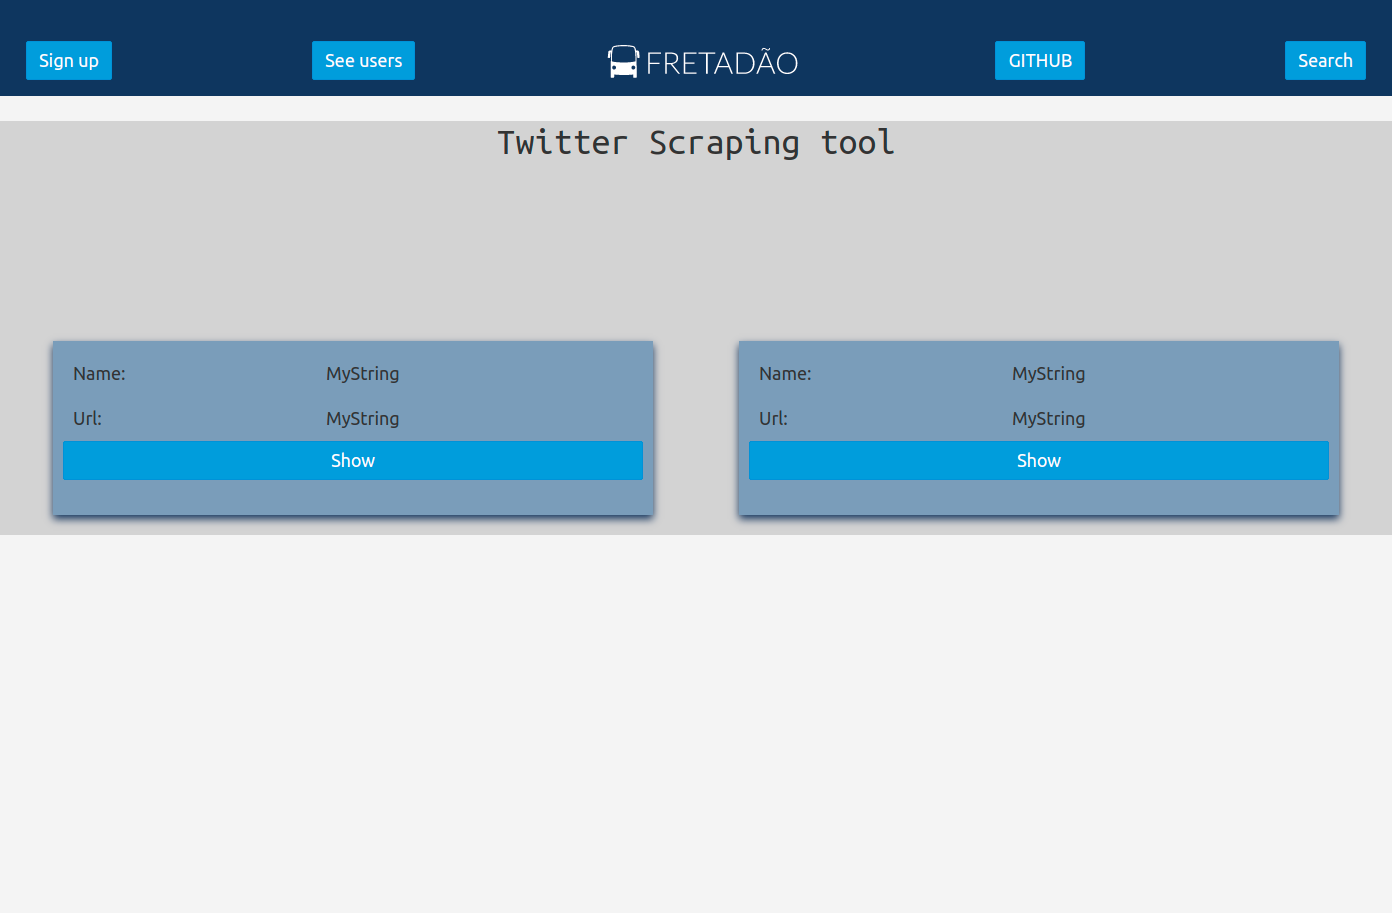 Sign up See users FRETADÃO GITHUB Search
Twitter Scraping tool
Name: MyString
Url: MyString
Show
Name: MyString
Url: MyString
Show